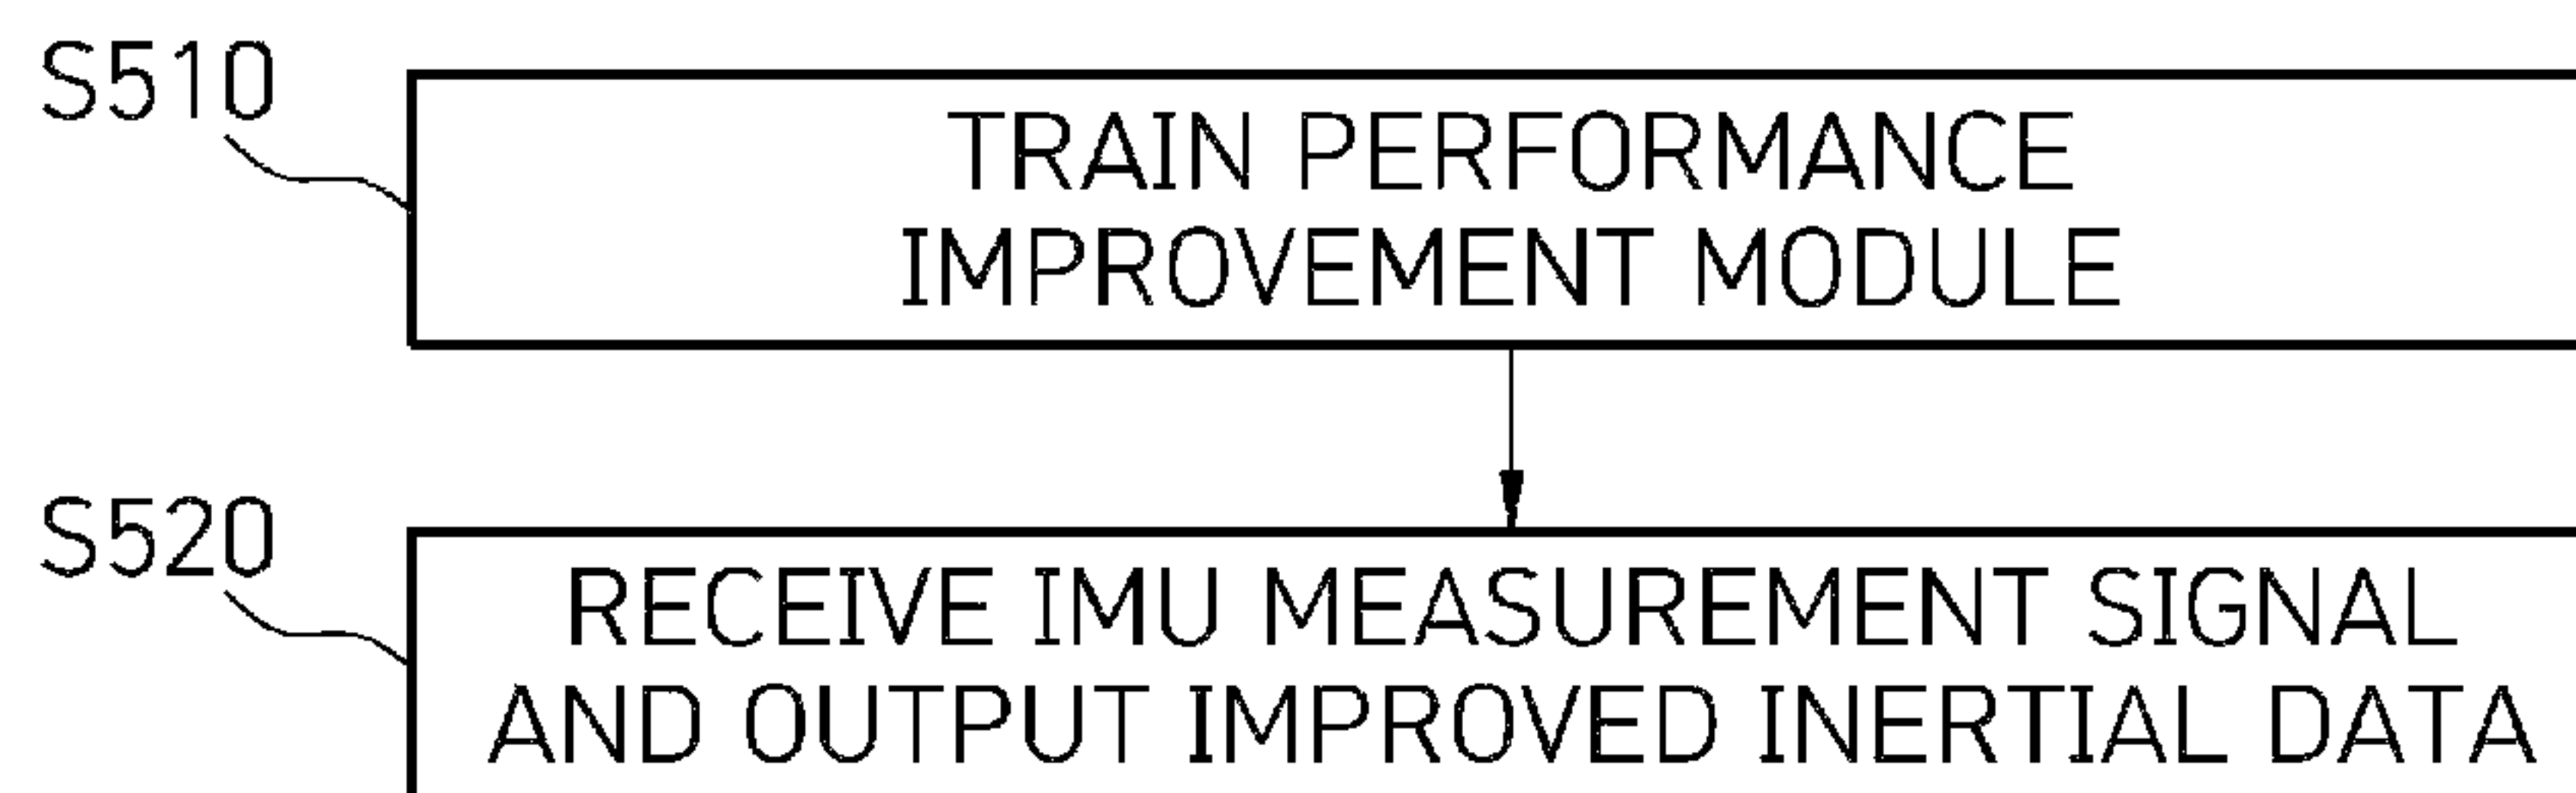 S510
TRAIN PERFORMANCE
IMPROVEMENT MODULE
S520
RECEIVE IMU MEASUREMENT SIGNAL
AND OUTPUT IMPROVED INERTIAL DATA